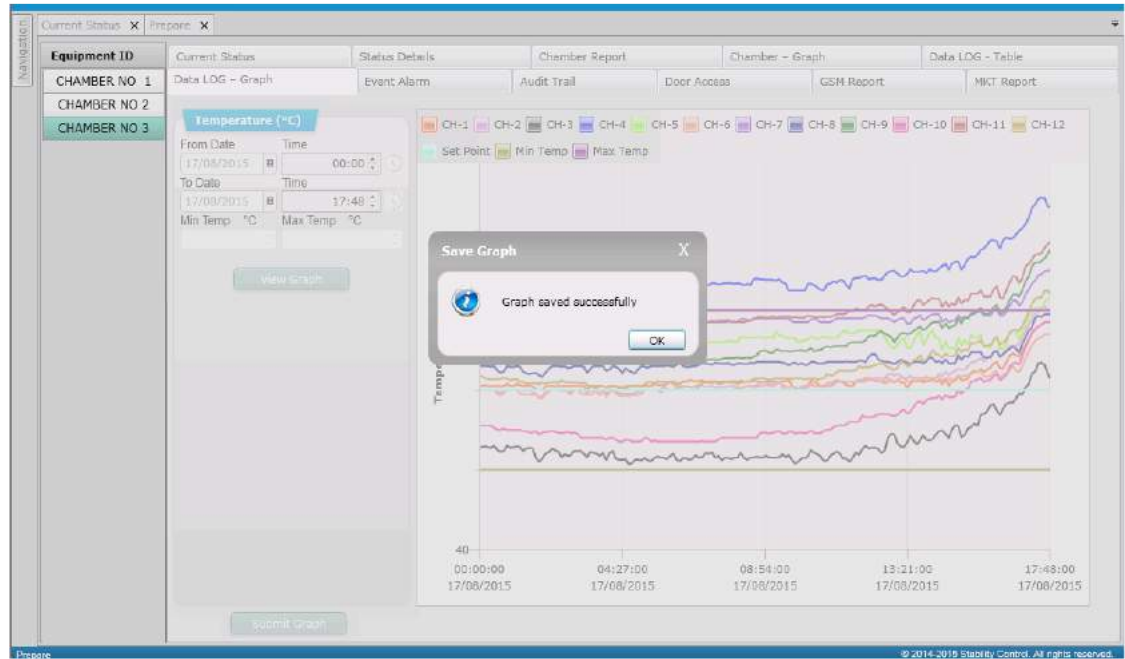 Navigation
Current Status X Prepare X
Equipment ID
CHAMBER NO 1
CHAMBER NO 2
CHAMBER NO 3
Current Status Status Details Chamber Report Chamber – Graph Data LOG - Table
Data LOG – Graph Event Alarm Audit Trail Door Access GSM Report MKT Report
Temperature (°C)
From Date Time
17/08/2015 00:00
To Date Time
17/08/2015 17:48
Min Temp °C Max Temp °C
View Graph
CH-1 CH-2 CH-3 CH-4 CH-5 CH-6 CH-7 CH-8 CH-9 CH-10 CH-11 CH-12
Set Point Min Temp Max Temp
Save Graph X
Graph saved successfully
OK
40
00:00:00 04:27:00 08:54:00 13:21:00 17:48:00
17/08/2015 17/08/2015 17/08/2015 17/08/2015 17/08/2015
Submit Graph
Prepare © 2014-2015 Stability Control. All rights reserved.